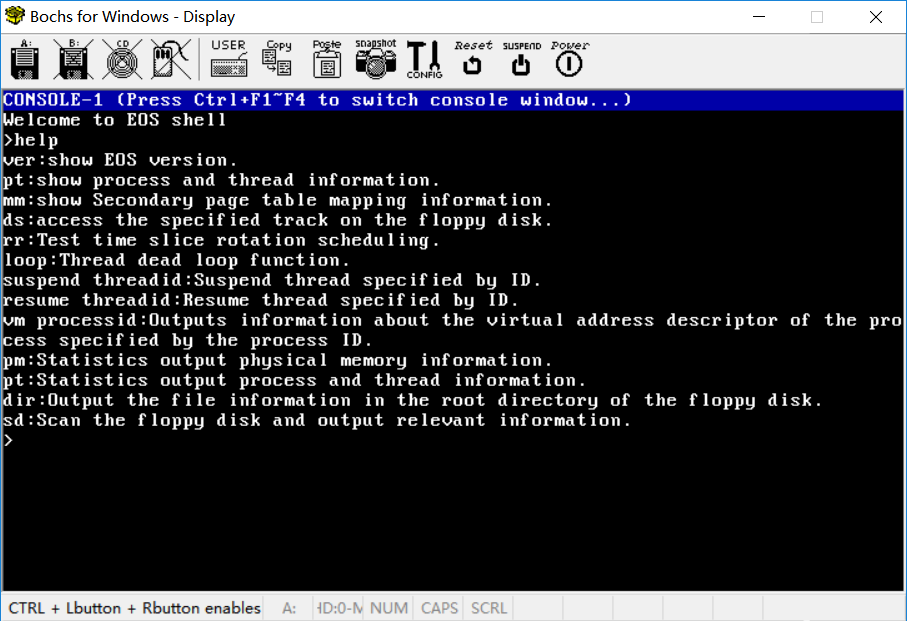 Bochs for Windows - Display
A: B: CD USER Copy Paste snapshot CONFIG Reset SUSPEND Power
CONSOLE-1 (Press Ctrl+F1~F4 to switch console window...)
Welcome to EOS shell
>help
ver:show EOS version.
pt:show process and thread information.
mm:show Secondary page table mapping information.
ds:access the specified track on the floppy disk.
rr:Test time slice rotation scheduling.
loop:Thread dead loop function.
suspend threadid:Suspend thread specified by ID.
resume threadid:Resume thread specified by ID.
vm processid:Outputs information about the virtual address descriptor of the pro
cess specified by the process ID.
pm:Statistics output physical memory information.
pt:Statistics output process and thread information.
dir:Output the file information in the root directory of the floppy disk.
sd:Scan the floppy disk and output relevant information.
>
CTRL + Lbutton + Rbutton enables A: HD:0-M NUM CAPS SCRL